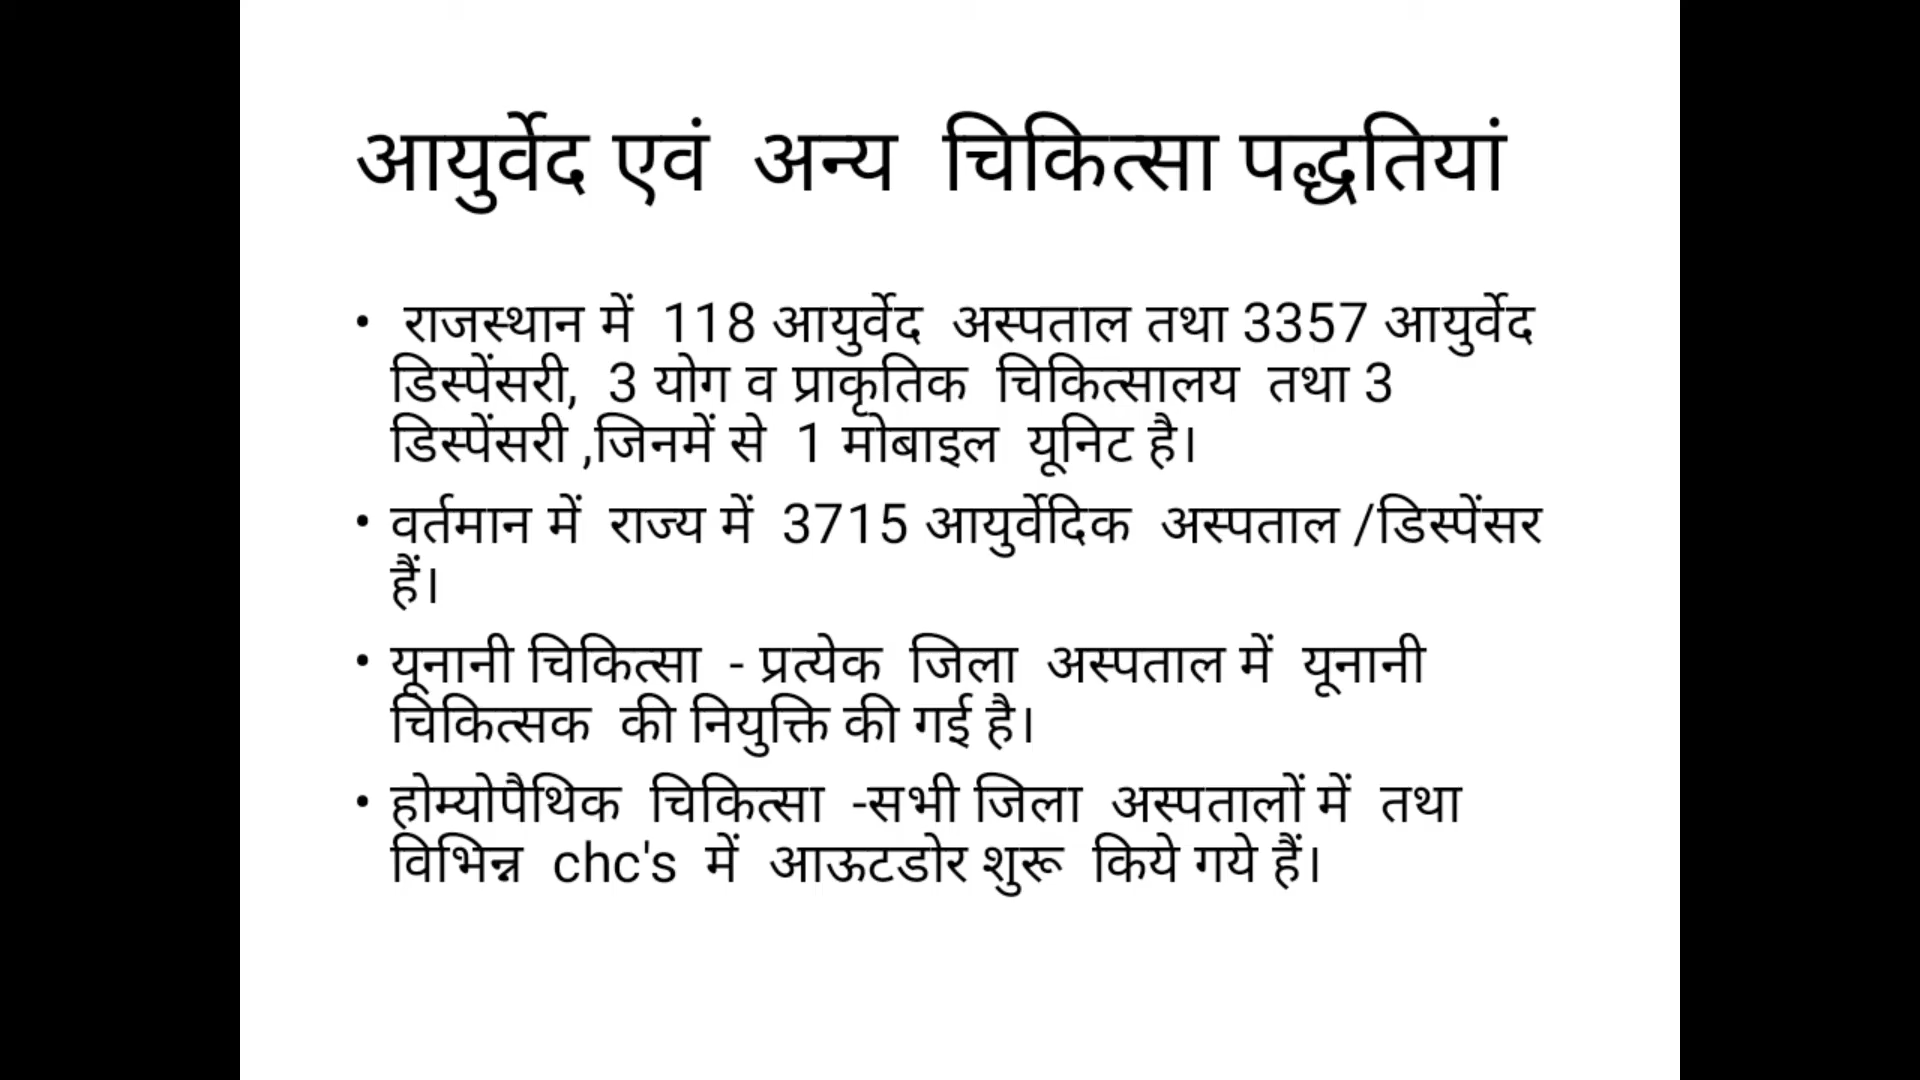 आयुर्वेद एवं अन्य चिकित्सा पद्धतियां
• राजस्थान में 118 आयुर्वेद अस्पताल तथा 3357 आयुर्वेद
डिस्पेंसरी, 3 योग व प्राकृतिक चिकित्सालय तथा 3
डिस्पेंसरी ,जिनमें से 1 मोबाइल यूनिट है।
• वर्तमान में राज्य में 3715 आयुर्वेदिक अस्पताल /डिस्पेंसर
हैं।
• यूनानी चिकित्सा - प्रत्येक जिला अस्पताल में यूनानी
चिकित्सक की नियुक्ति की गई है।
• होम्योपैथिक चिकित्सा -सभी जिला अस्पतालों में तथा
विभिन्न chc's में आऊटडोर शुरू किये गये हैं।